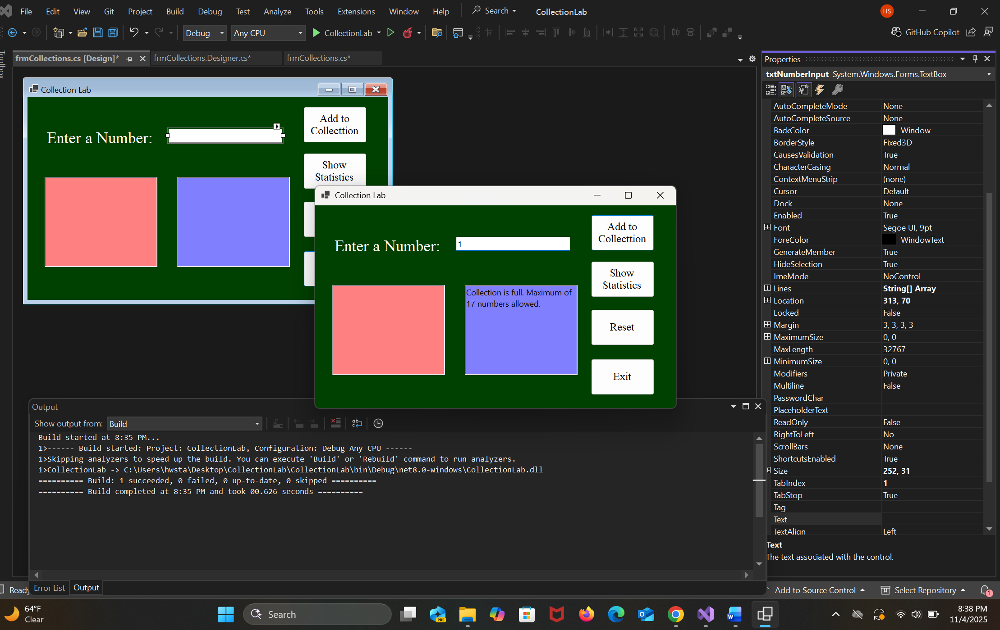 File Edit View Git Project Build Debug Test Analyze Tools Extensions Window Help Search CollectionLab HS
Debug Any CPU CollectionLab GitHub Copilot
Toolbox
frmCollections.cs [Design]* frmCollections.Designer.cs* frmCollections.cs*
Collection Lab
Enter a Number:
Add to
Collecttion
Show
Statistics
Collection Lab
Enter a Number:
1
Add to
Collecttion
Show
Statistics
Reset
Exit
Collection is full. Maximum of
17 numbers allowed.
Properties
txtNumberInput System.Windows.Forms.TextBox
AutoCompleteMode None
AutoCompleteSource None
BackColor Window
BorderStyle Fixed3D
CausesValidation True
CharacterCasing Normal
ContextMenuStrip (none)
Cursor Default
Dock None
Enabled True
Font Segoe UI, 9pt
ForeColor WindowText
GenerateMember True
HideSelection True
ImeMode NoControl
Lines String[] Array
Location 313, 70
Locked False
Margin 3, 3, 3, 3
MaximumSize 0, 0
MaxLength 32767
MinimumSize 0, 0
Modifiers Private
Multiline False
PasswordChar
PlaceholderText
ReadOnly False
RightToLeft No
ScrollBars None
ShortcutsEnabled True
Size 252, 31
TabIndex 1
TabStop True
Tag
Text
TextAlign Left
Text
The text associated with the control.
Output
Show output from: Build
Build started at 8:35 PM...
1>------ Build started: Project: CollectionLab, Configuration: Debug Any CPU ------
1>Skipping analyzers to speed up the build. You can execute 'Build' or 'Rebuild' command to run analyzers.
1>CollectionLab -> C:\Users\hwsta\Desktop\CollectionLab\CollectionLab\bin\Debug\net8.0-windows\CollectionLab.dll
========== Build: 1 succeeded, 0 failed, 0 up-to-date, 0 skipped ==========
========== Build completed at 8:35 PM and took 00.626 seconds ==========
Error List Output
Ready Add to Source Control Select Repository 1
64°F
Clear
Search
PRE
8:38 PM
11/4/2025